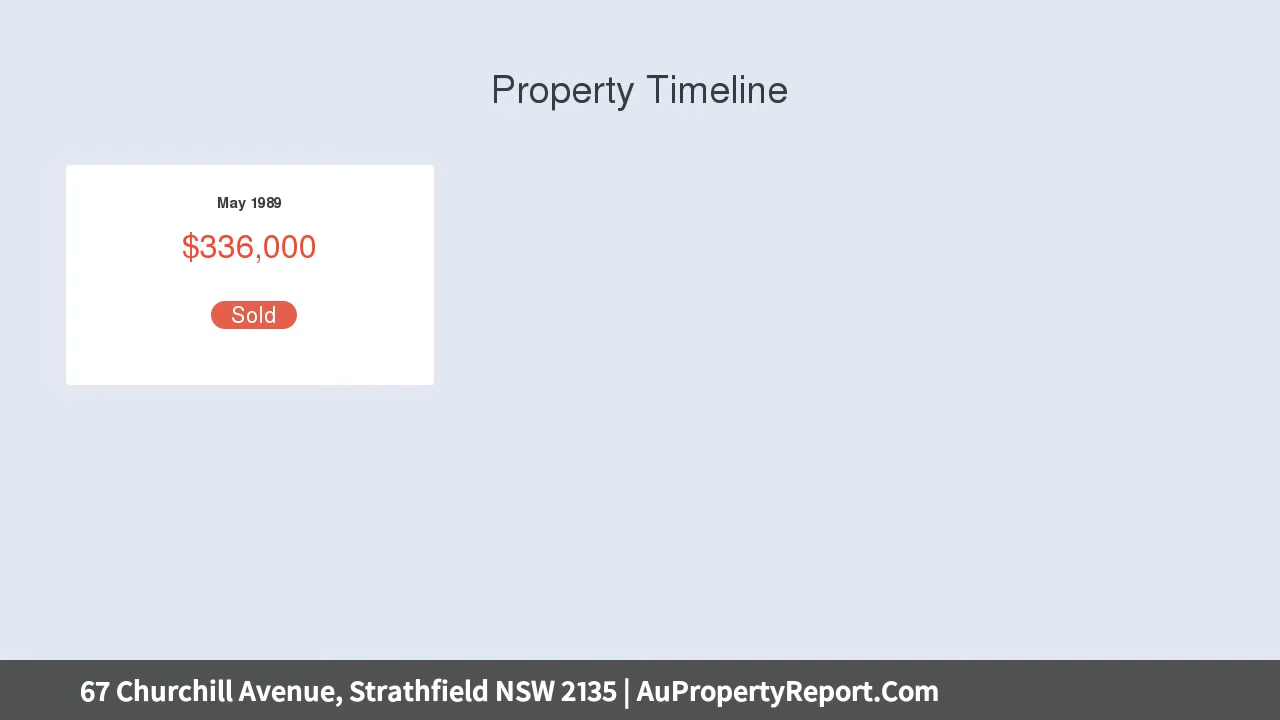 Property Timeline
May 1989
$336,000
Sold
67 Churchill Avenue, Strathfield NSW 2135 | AuPropertyReport.Com